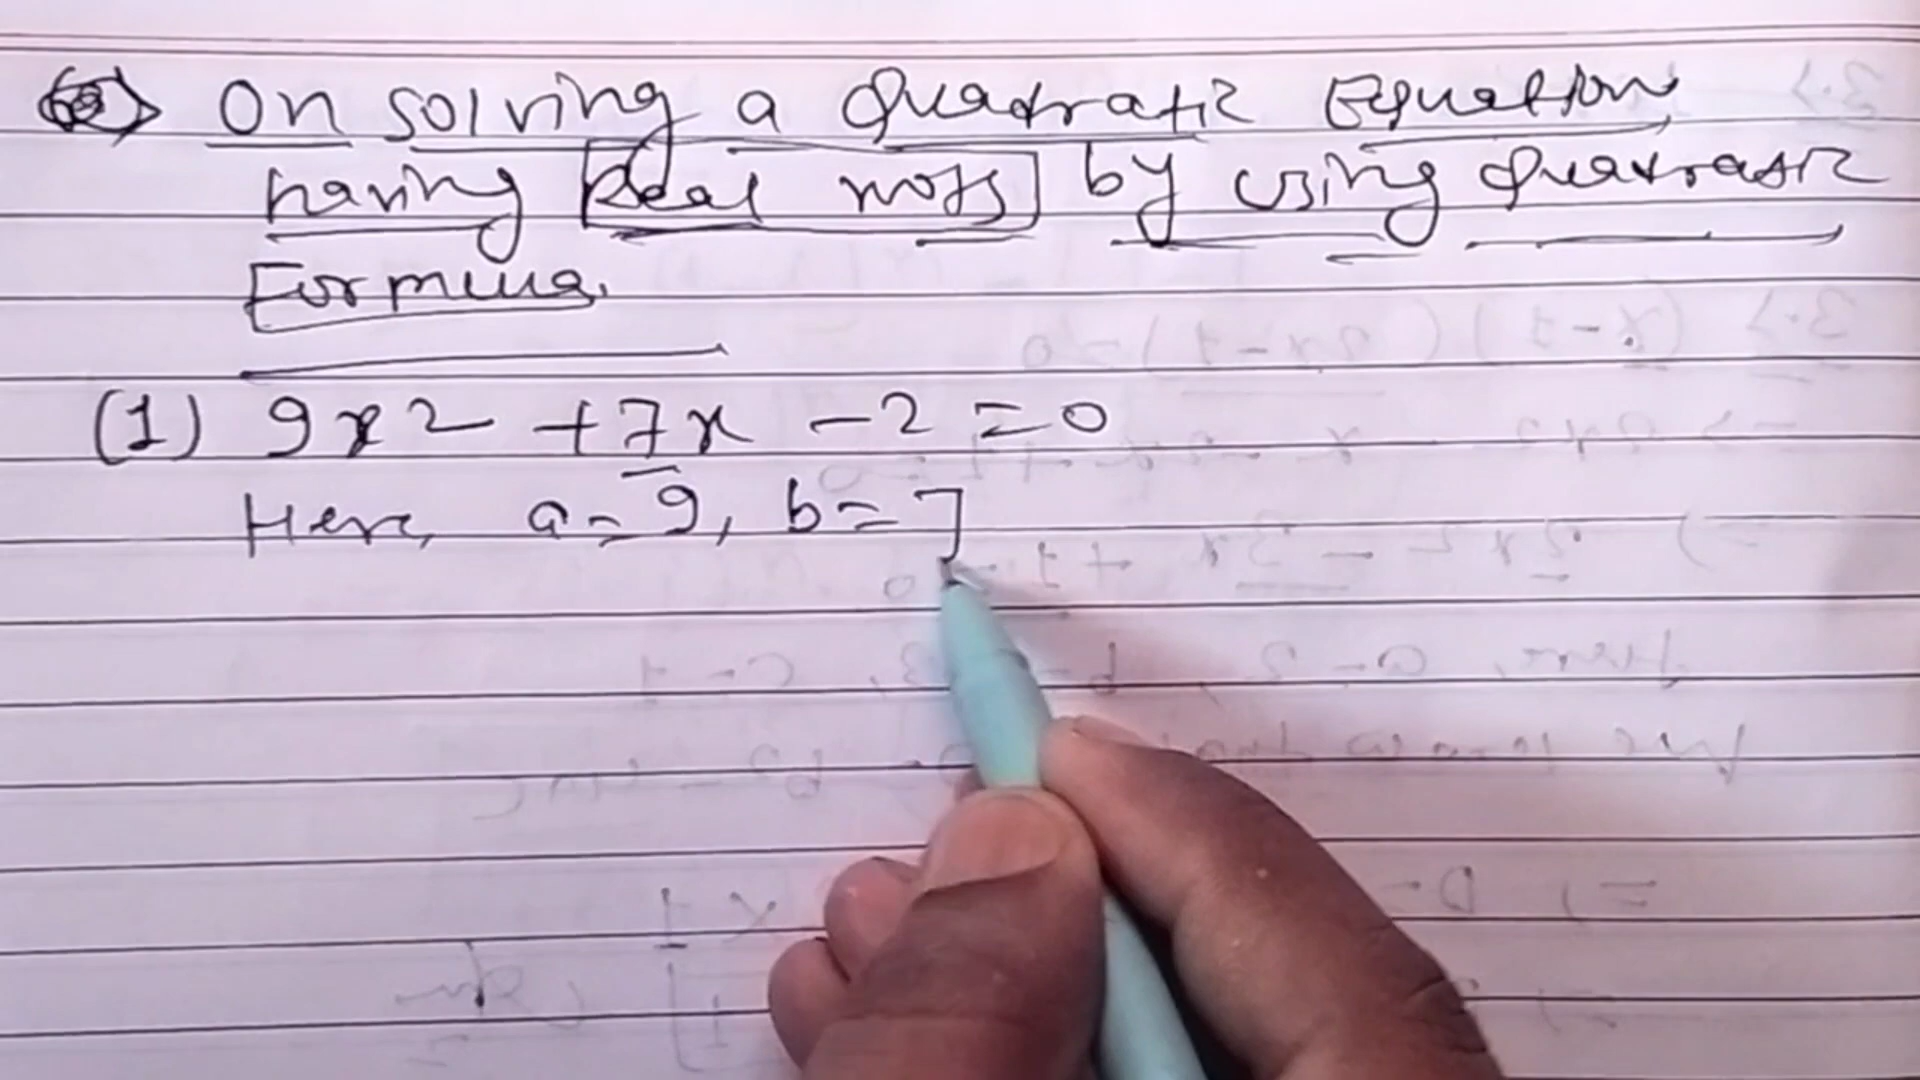 On solving a Quadratic Equation
having Real roots by using Quadratic
Formula.
(1) 9x2 +7x -2 =0
Here, a=9, b=7